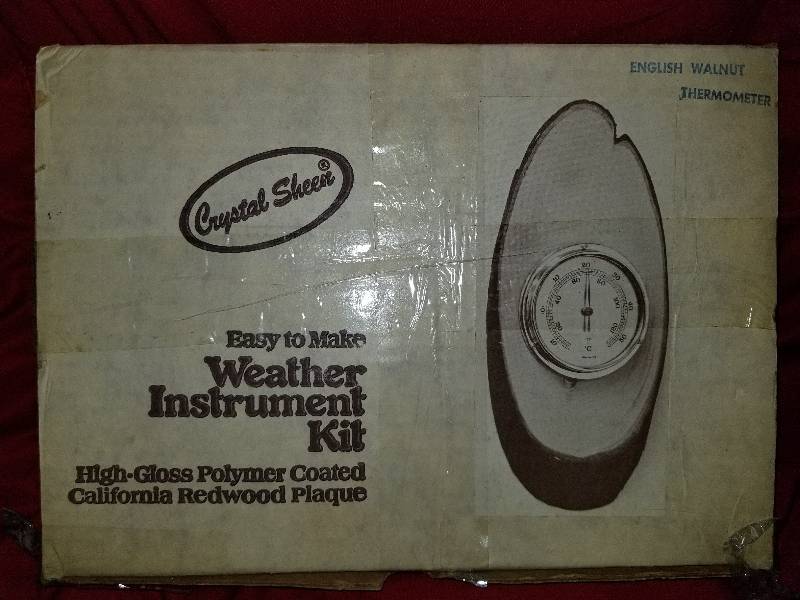 ENGLISH WALNUT
THERMOMETER
Crystal Sheen®
Easy to Make
Weather
Instrument
Kit
High-Gloss Polymer Coated
California Redwood Plaque